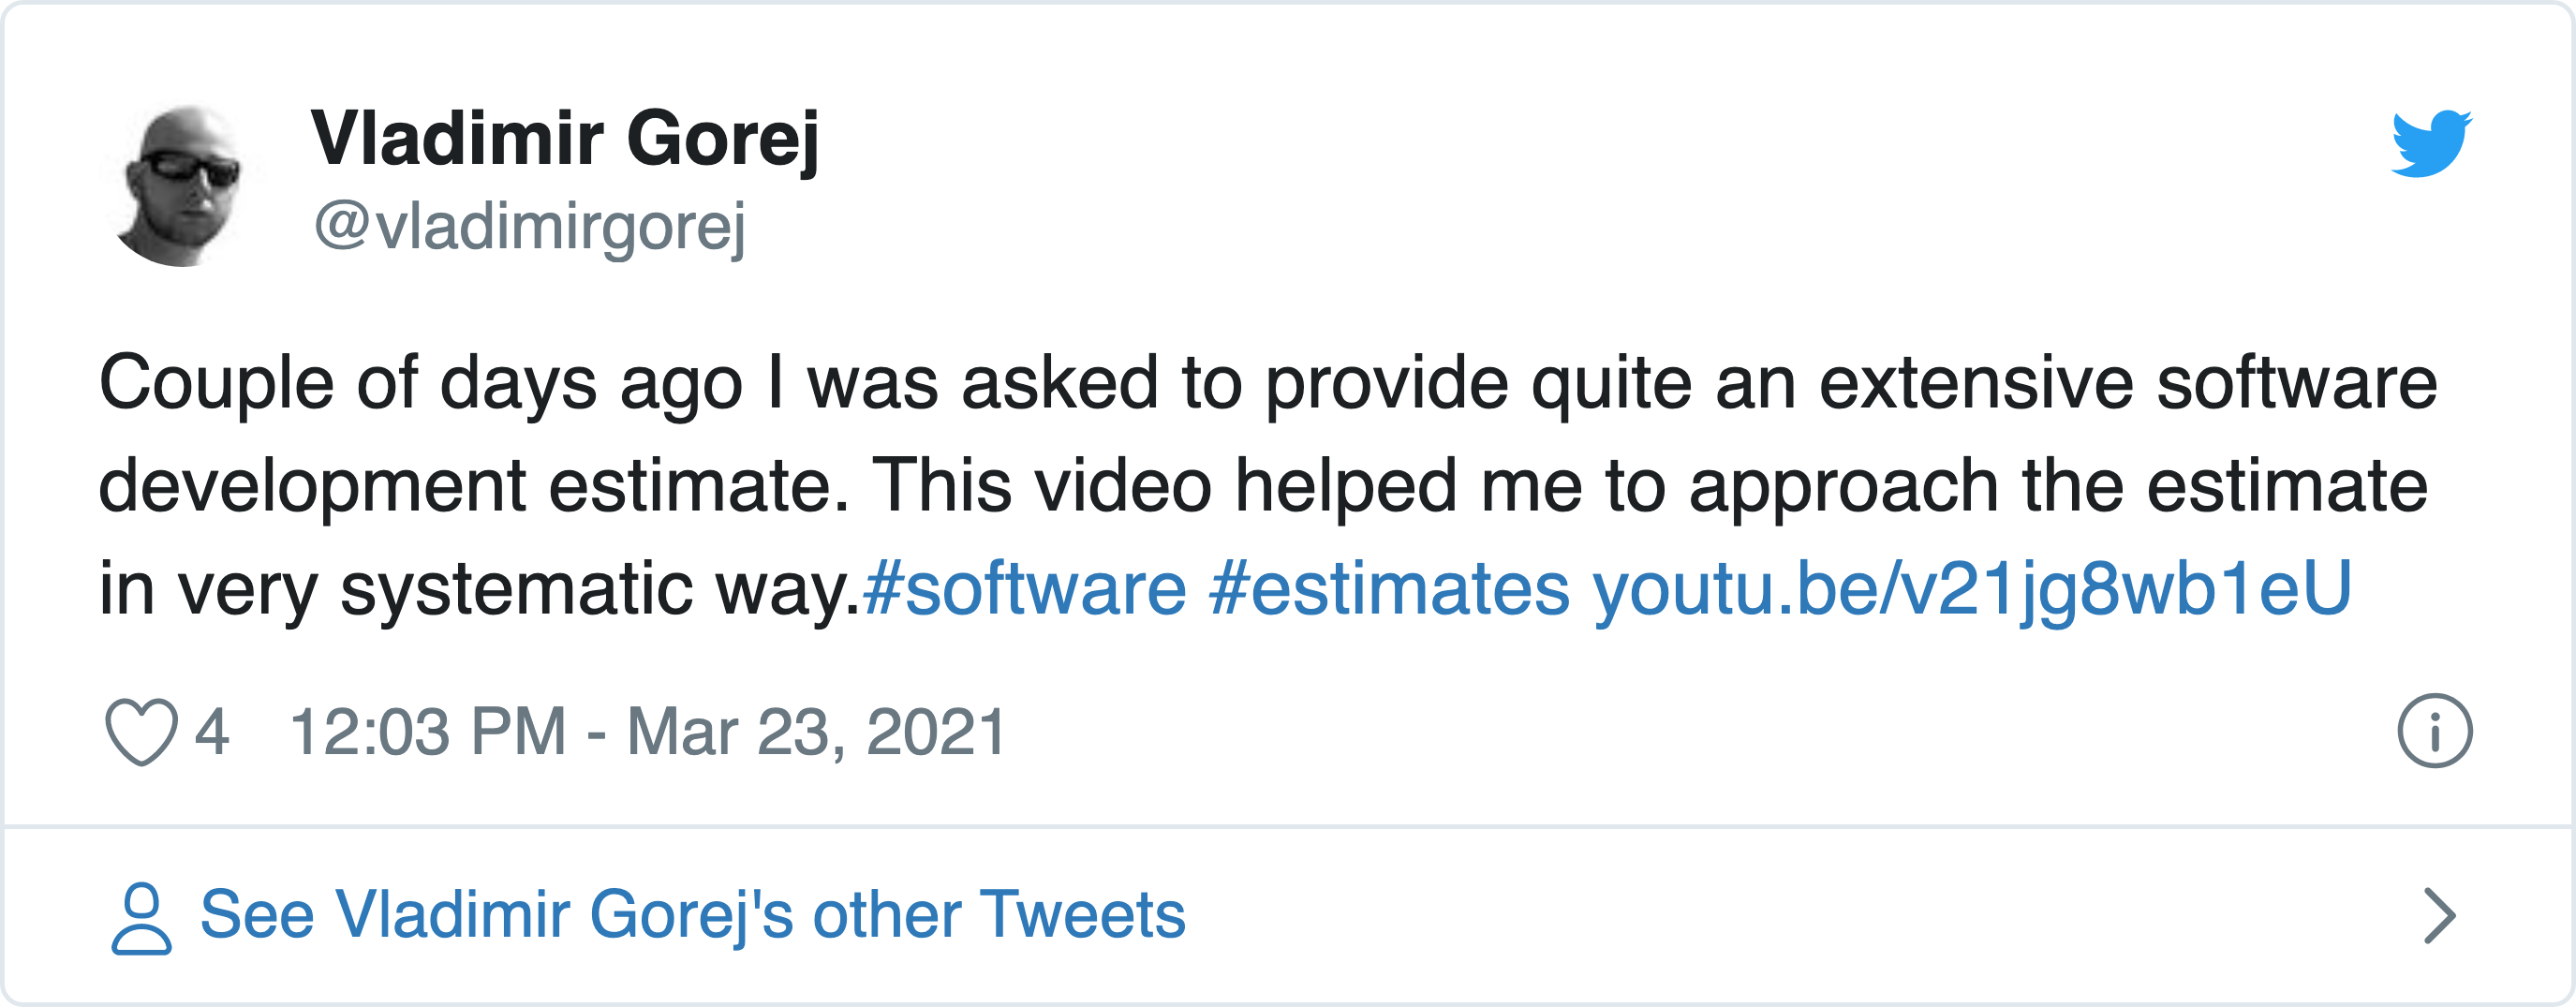 Vladimir Gorej
@vladimirgorej
Couple of days ago I was asked to provide quite an extensive software
development estimate. This video helped me to approach the estimate
in very systematic way.#software #estimates youtu.be/v21jg8wb1eU
4 12:03 PM - Mar 23, 2021
See Vladimir Gorej's other Tweets